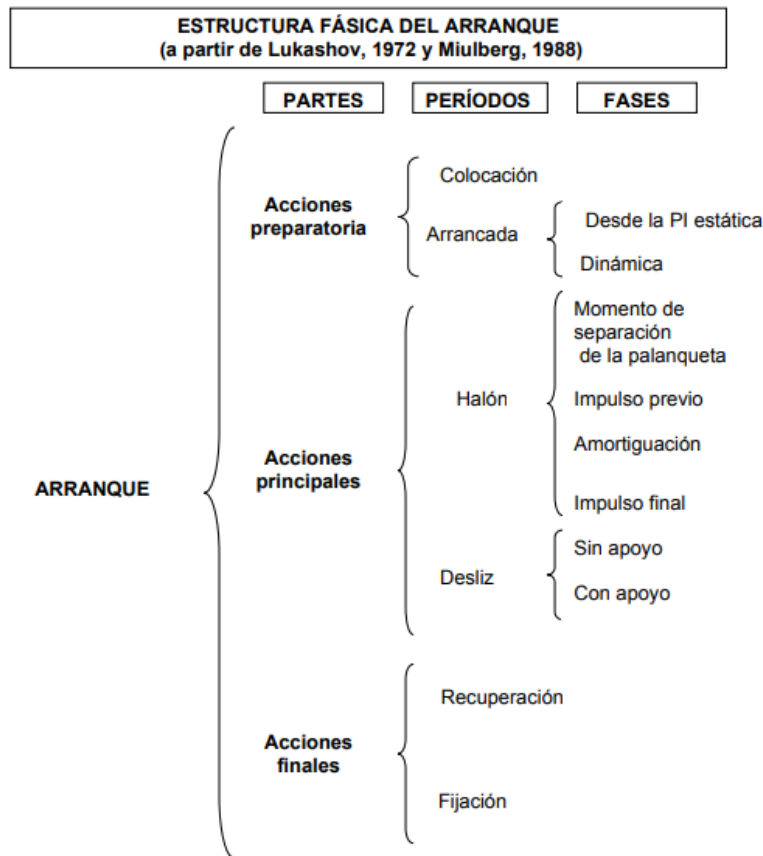 ESTRUCTURA FÁSICA DEL ARRANQUE
(a partir de Lukashov, 1972 y Miulberg, 1988)
PARTES
PERÍODOS
FASES
ARRANQUE
Acciones
preparatoria
Colocación
Arrancada
Desde la PI estática
Dinámica
Acciones
principales
Halón
Momento de
separación
de la palanqueta
Impulso previo
Amortiguación
Impulso final
Desliz
Sin apoyo
Con apoyo
Acciones
finales
Recuperación
Fijación